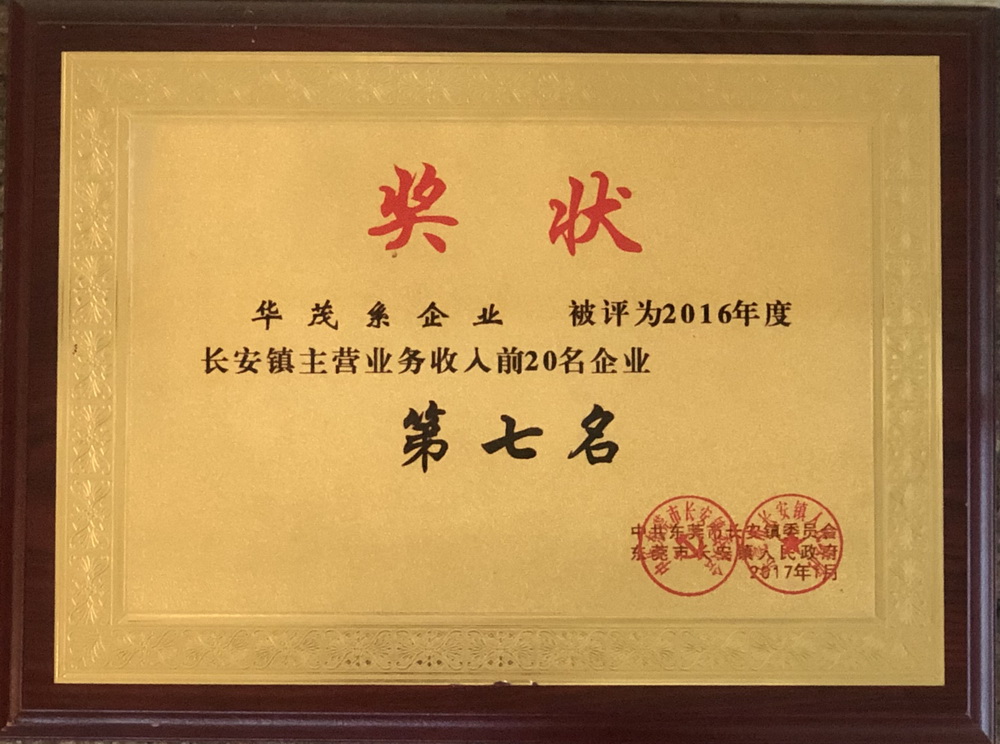 奖 状
华茂系企业 被评为2016年度
长安镇主营业务收入前20名企业
第七名
中共东莞市长安镇委员会
东莞市长安镇人民政府
2017年1月